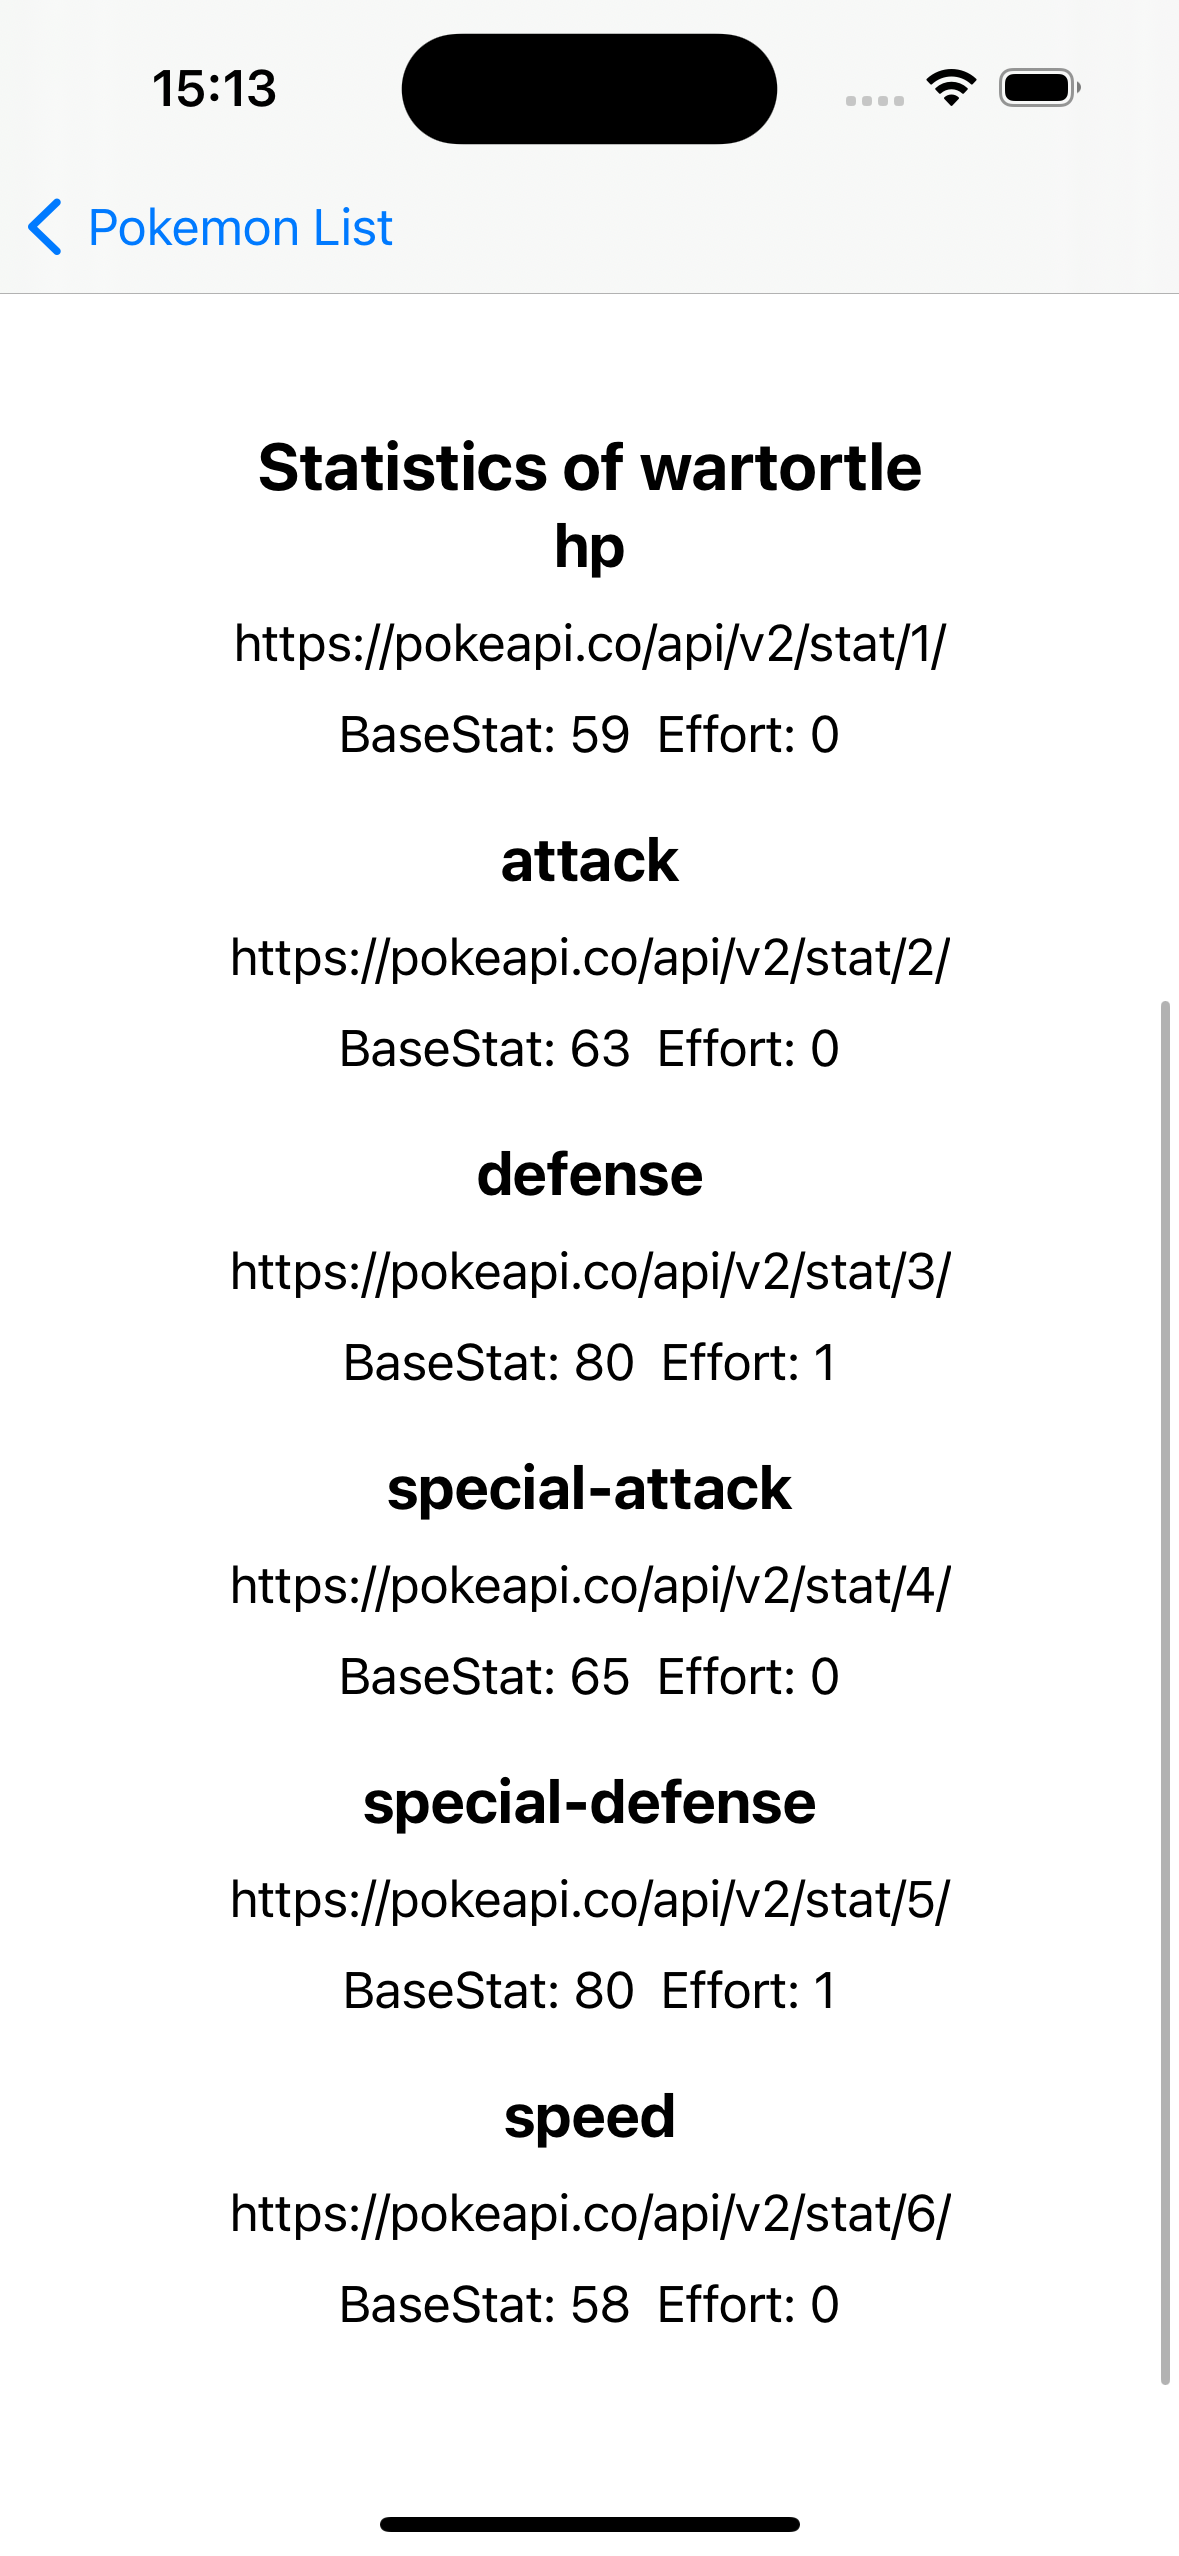 15:13
Pokemon List
Statistics of wartortle
hp
https://pokeapi.co/api/v2/stat/1/
BaseStat: 59  Effort: 0
attack
https://pokeapi.co/api/v2/stat/2/
BaseStat: 63  Effort: 0
defense
https://pokeapi.co/api/v2/stat/3/
BaseStat: 80  Effort: 1
special-attack
https://pokeapi.co/api/v2/stat/4/
BaseStat: 65  Effort: 0
special-defense
https://pokeapi.co/api/v2/stat/5/
BaseStat: 80  Effort: 1
speed
https://pokeapi.co/api/v2/stat/6/
BaseStat: 58  Effort: 0